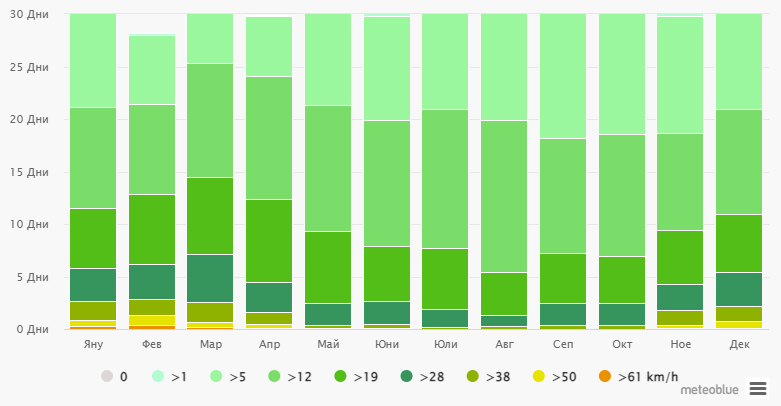 30 Дни
25 Дни
20 Дни
15 Дни
10 Дни
5 Дни
0 Дни
Яну Фев Мар Апр Май Юни Юли Авг Сеп Окт Ное Дек
0 >1 >5 >12 >19 >28 >38 >50 >61 km/h
meteoblue